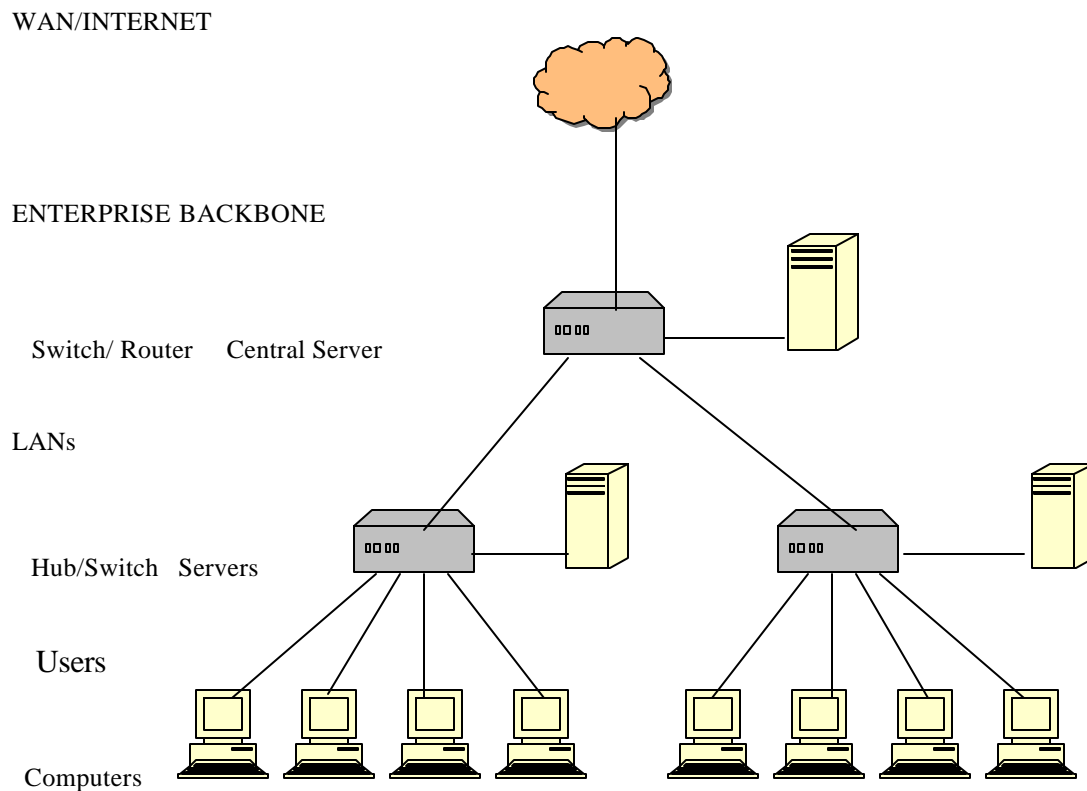 WAN/INTERNET
ENTERPRISE BACKBONE
Switch/ Router Central Server
LANs
Hub/Switch Servers
Users
Computers